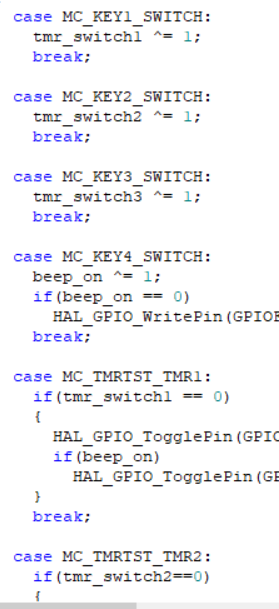 case MC_KEY1_SWITCH:
tmr_switch1 ^= 1;
break;
case MC_KEY2_SWITCH:
tmr_switch2 ^= 1;
break;
case MC_KEY3_SWITCH:
tmr_switch3 ^= 1;
break;
case MC_KEY4_SWITCH:
beep_on ^= 1;
if(beep_on == 0)
HAL_GPIO_WritePin(GPIOE
break;
case MC_TMRTST_TMR1:
if(tmr_switch1 == 0)
{
HAL_GPIO_TogglePin(GPIO
if(beep_on)
HAL_GPIO_TogglePin(GP
}
break;
case MC_TMRTST_TMR2:
if(tmr_switch2==0)
{